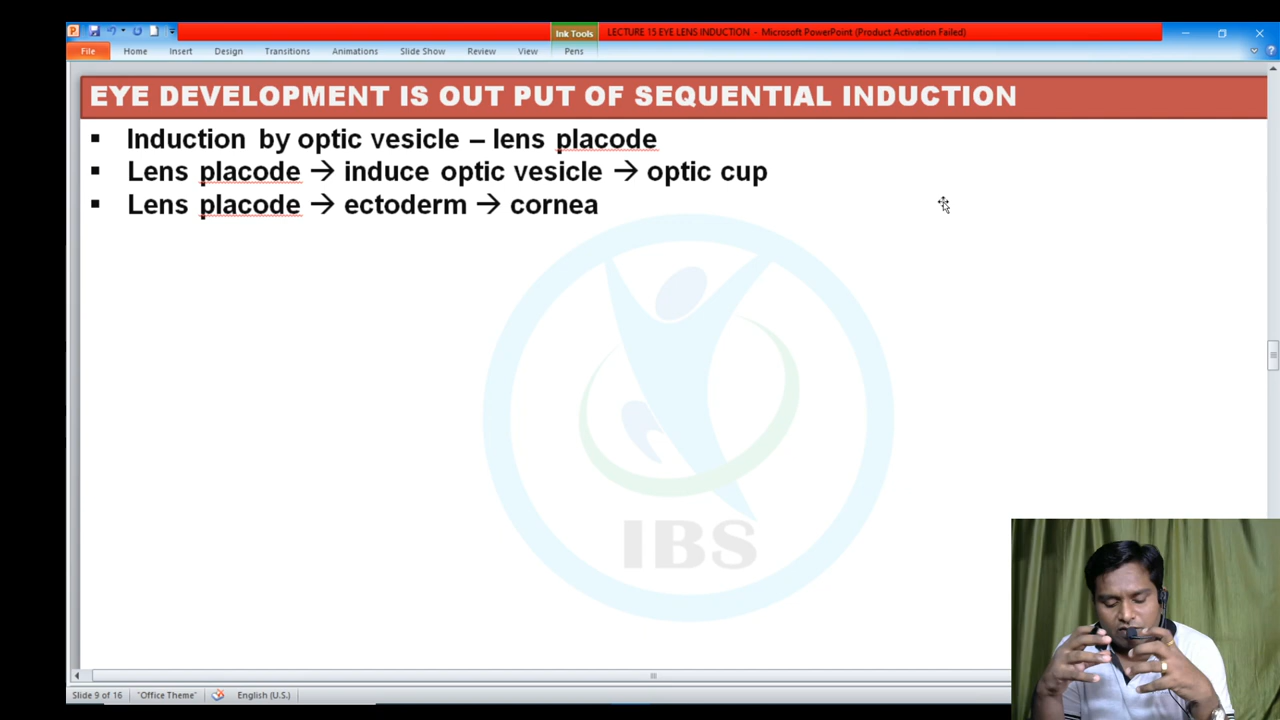 Ink Tools
LECTURE 15 EYE LENS INDUCTION - Microsoft PowerPoint (Product Activation Failed)
File Home Insert Design Transitions Animations Slide Show Review View Pens
EYE DEVELOPMENT IS OUT PUT OF SEQUENTIAL INDUCTION
▪ Induction by optic vesicle – lens placode
▪ Lens placode → induce optic vesicle → optic cup
▪ Lens placode → ectoderm → cornea
IBS
Slide 9 of 16 "Office Theme" English (U.S.)